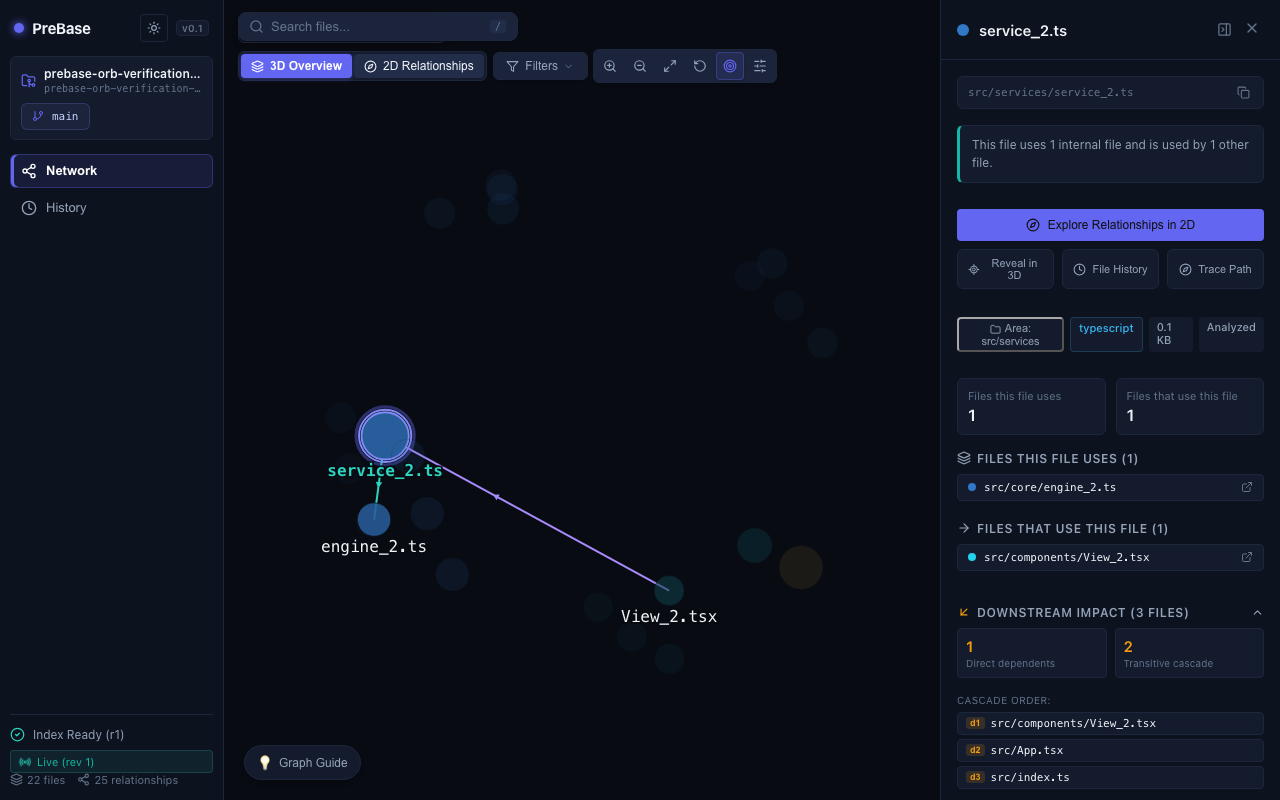 PreBase
v0.1
prebase-orb-verification...
prebase-orb-verification-...
main
Network
History
Index Ready (r1)
Live (rev 1)
22 files
25 relationships
Search files...
/
3D Overview
2D Relationships
Filters
service_2.ts
engine_2.ts
View_2.tsx
Graph Guide
service_2.ts
src/services/service_2.ts
This file uses 1 internal file and is used by 1 other
file.
Explore Relationships in 2D
Reveal in
3D
File History
Trace Path
Area:
src/services
typescript
0.1
KB
Analyzed
Files this file uses
1
Files that use this file
1
FILES THIS FILE USES (1)
src/core/engine_2.ts
FILES THAT USE THIS FILE (1)
src/components/View_2.tsx
DOWNSTREAM IMPACT (3 FILES)
1
Direct dependents
2
Transitive cascade
CASCADE ORDER:
d1 src/components/View_2.tsx
d2 src/App.tsx
d3 src/index.ts